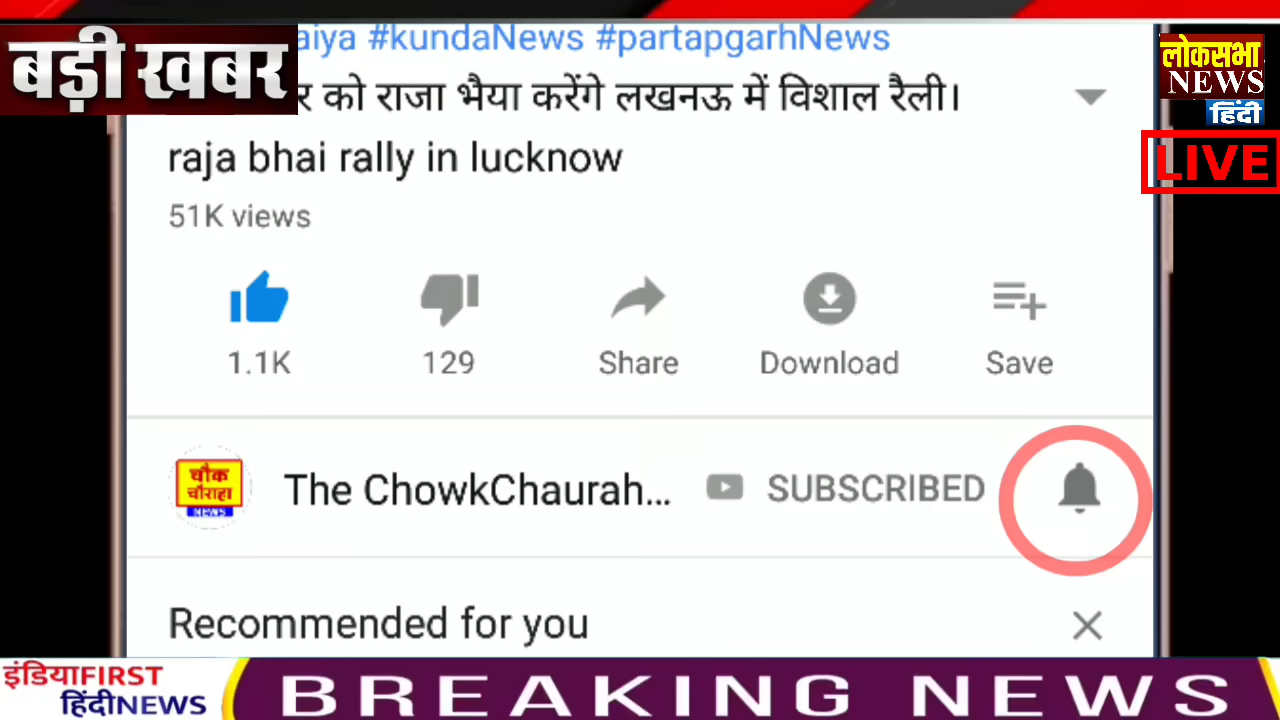 बड़ी खबर
#kundaNews #partapgarhNews
को राजा भैया करेंगे लखनऊ में विशाल रैली।
raja bhai rally in lucknow
51K views
1.1K 129 Share Download Save
लोकसभा
NEWS
हिंदी
LIVE
चौक
चौराहा
NEWS
The ChowkChaurah... SUBSCRIBED
Recommended for you
इंडियाFIRST
हिंदीNEWS
BREAKING NEWS